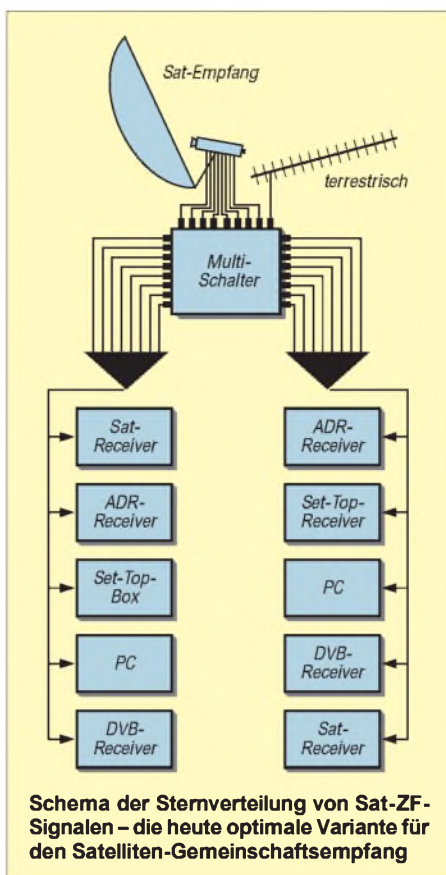 Sat-Empfang
terrestrisch
Multi-
Schalter
Sat-
Receiver
ADR-
Receiver
Set-Top-
Box
PC
DVB-
Receiver
ADR-
Receiver
Set-Top-
Receiver
PC
DVB-
Receiver
Sat-
Receiver
Schema der Sternverteilung von Sat-ZF-
Signalen – die heute optimale Variante für
den Satelliten-Gemeinschaftsempfang